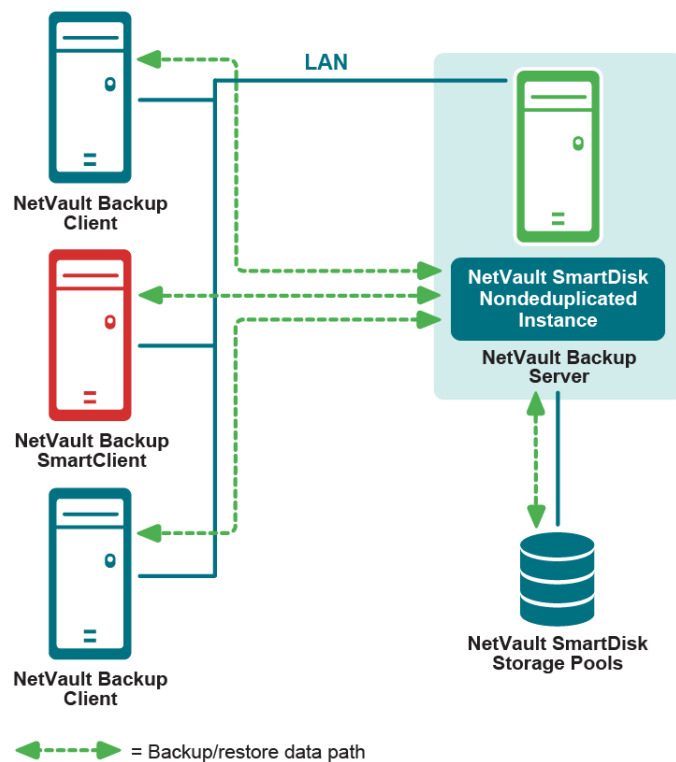 LAN
NetVault Backup
Client
NetVault SmartDisk
Nondeduplicated
Instance
NetVault Backup
Server
NetVault Backup
SmartClient
NetVault Backup
Client
NetVault SmartDisk
Storage Pools
= Backup/restore data path